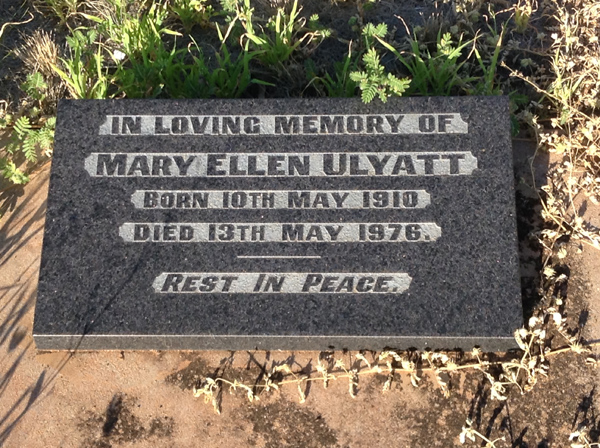 IN LOVING MEMORY OF
MARY ELLEN ULYATT
BORN 10TH MAY 1910
DIED 13TH MAY 1976.
REST IN PEACE.